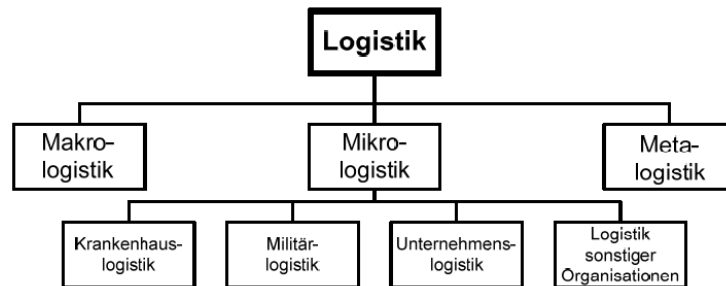 Logistik
Makro-
logistik
Mikro-
logistik
Meta-
logistik
Krankenhaus-
logistik
Militär-
logistik
Unternehmens-
logistik
Logistik
sonstiger
Organisationen